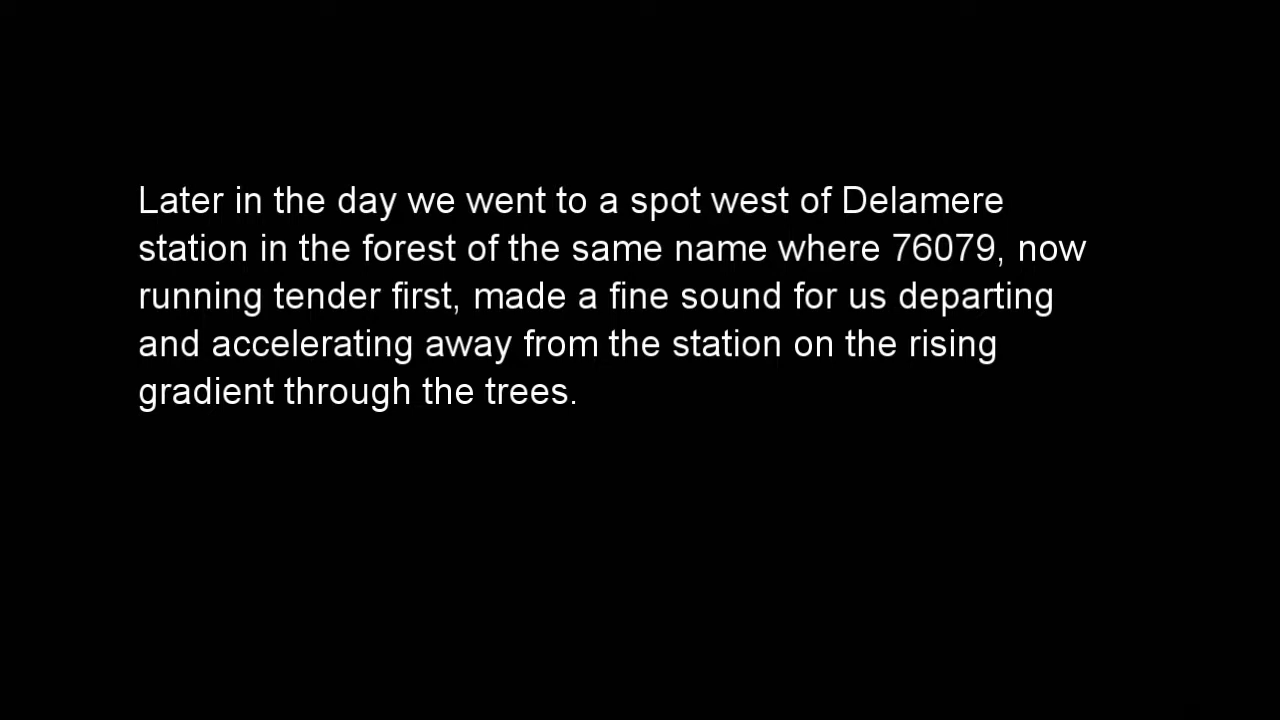 Later in the day we went to a spot west of Delamere
station in the forest of the same name where 76079, now
running tender first, made a fine sound for us departing
and accelerating away from the station on the rising
gradient through the trees.